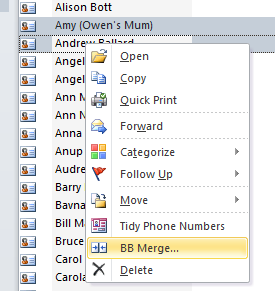 Alison Bott
Amy (Owen's Mum)
Andrew Ballard
Angel
Open
Angel
Copy
Ann N
Quick Print
Ann N
Forward
Anna
Anup
Categorize
Audre
Follow Up
Barry
Move
Banna
Bill M
Tidy Phone Numbers
Bruce
BB Merge...
Carol
Delete
Carola